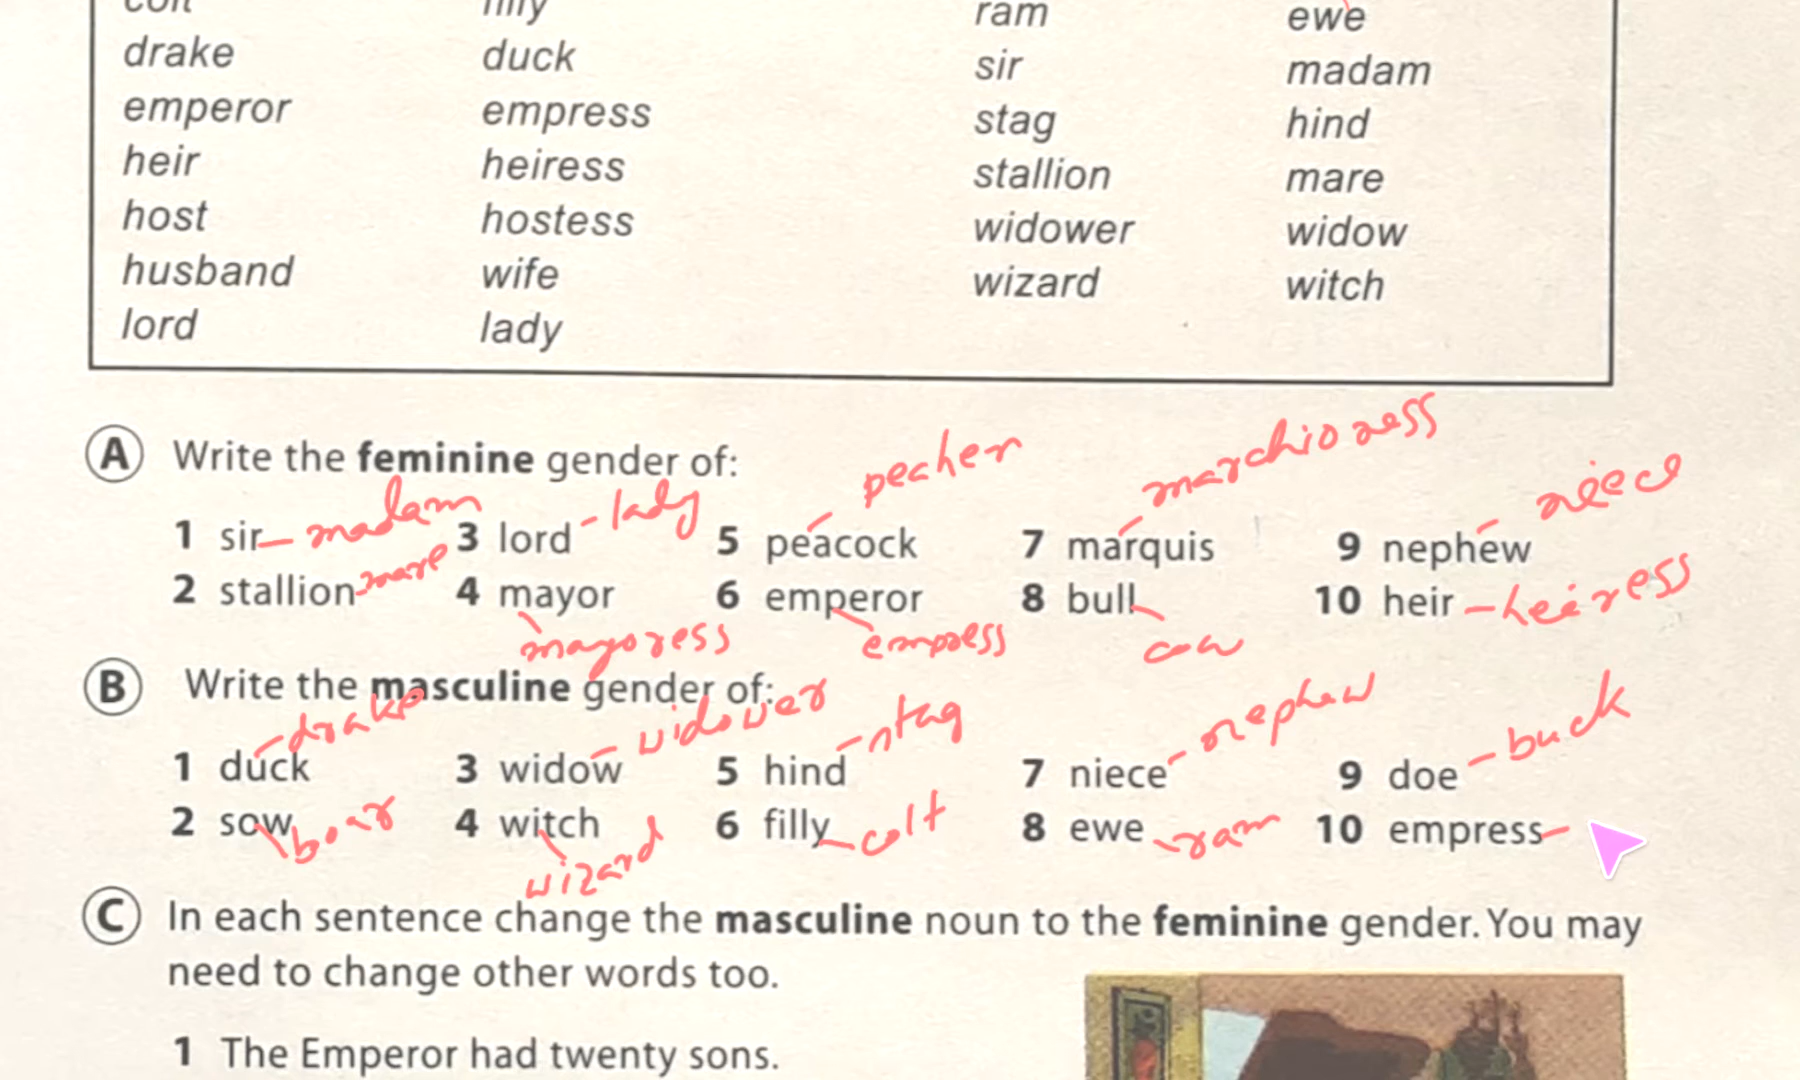 colt filly ram ewe
drake duck sir madam
emperor empress stag hind
heir heiress stallion mare
host hostess widower widow
husband wife wizard witch
lord lady
A Write the feminine gender of:
1 sir – madam 3 lord – lady 5 peacock – peahen 7 marquis – marchioness 9 nephew – niece
2 stallion – mare 4 mayor – mayoress 6 emperor – empress 8 bull – cow 10 heir – heiress
B Write the masculine gender of:
1 duck – drake 3 widow – widower 5 hind – stag 7 niece – nephew 9 doe – buck
2 sow – boar 4 witch – wizard 6 filly – colt 8 ewe – ram 10 empress –
C In each sentence change the masculine noun to the feminine gender. You may
need to change other words too.
1 The Emperor had twenty sons.